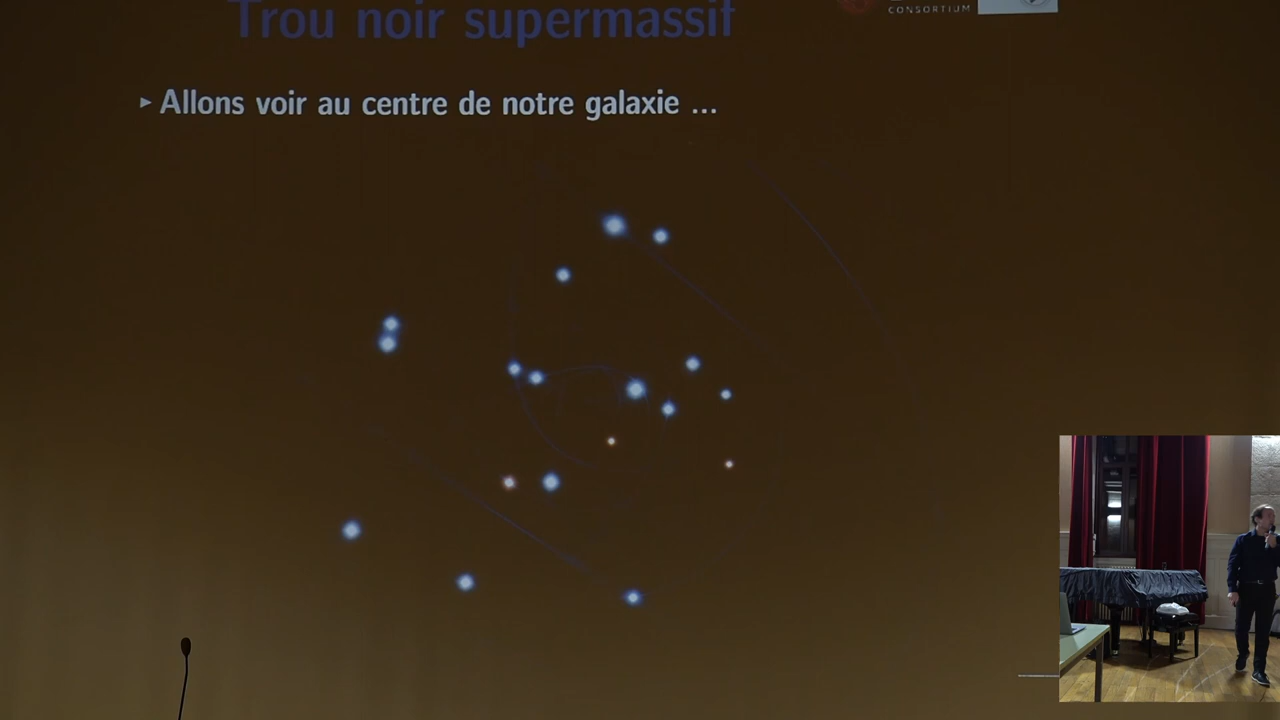 Trou noir supermassif
CONSORTIUM
▸ Allons voir au centre de notre galaxie ...